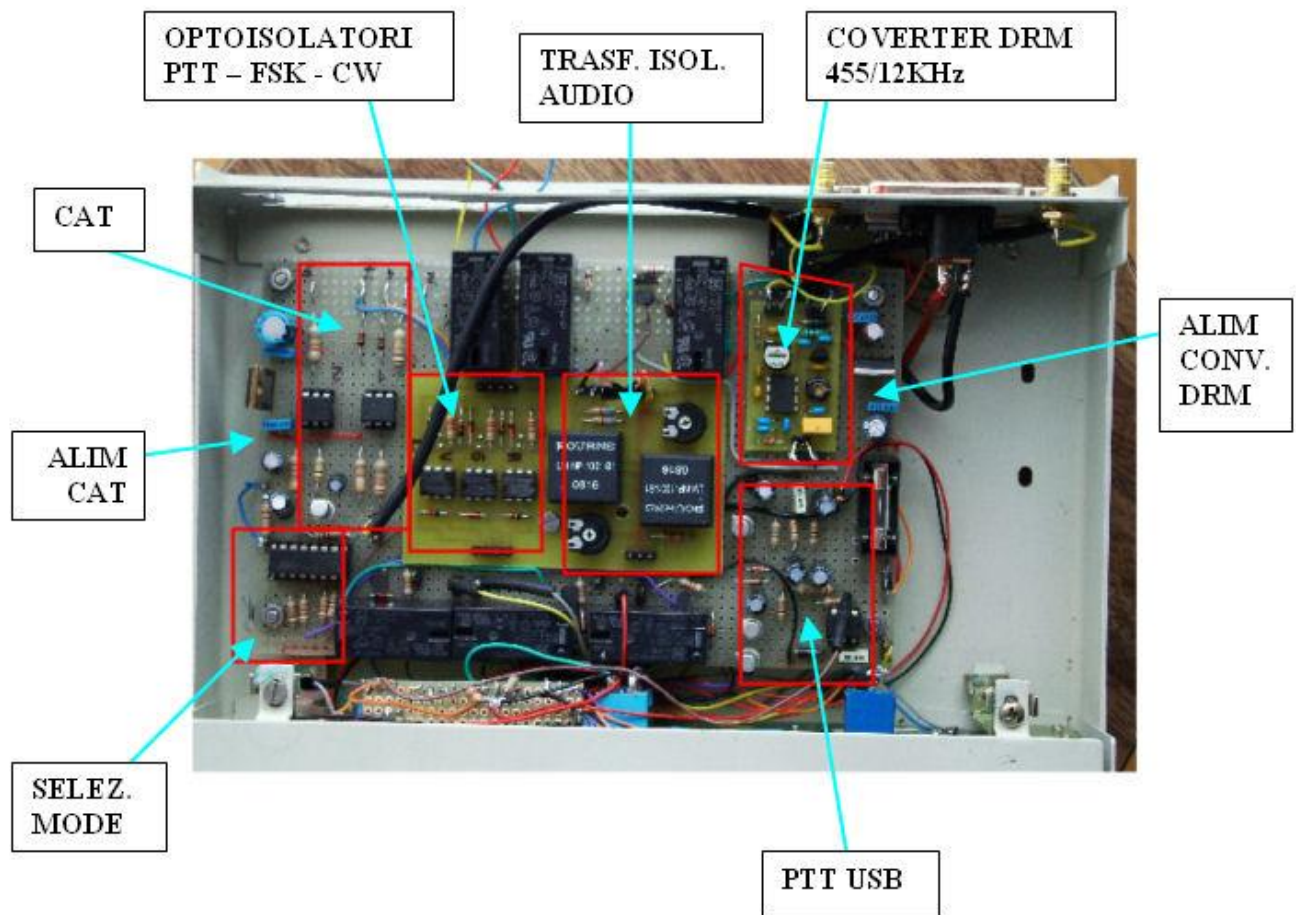 OPTOISOLATORI
PTT – FSK - CW
TRASF. ISOL.
AUDIO
COVERTER DRM
455/12KHz
CAT
ALIM
CONV.
DRM
ALIM
CAT
SELEZ.
MODE
PTT USB